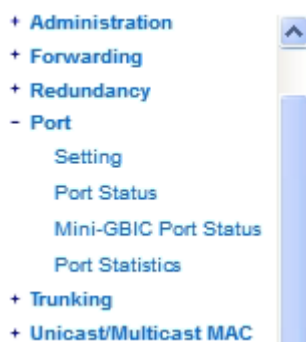 + Administration
+ Forwarding
+ Redundancy
- Port
Setting
Port Status
Mini-GBIC Port Status
Port Statistics
+ Trunking
+ Unicast/Multicast MAC